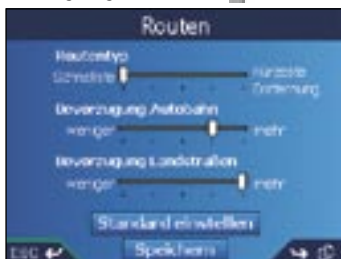 Routen
Routentyp
Schnellste Kürzeste Entfernung
Bevorzugung Autobahn
weniger mehr
Bevorzugung Landstraßen
weniger mehr
Standard einstellen
Speichern
ESC